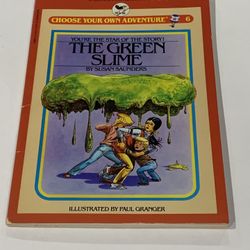 CHOOSE YOUR OWN ADVENTURE® 6
YOU'RE THE STAR OF THE STORY!
THE GREEN
SLIME
BY SUSAN SAUNDERS
ILLUSTRATED BY PAUL GRANGER